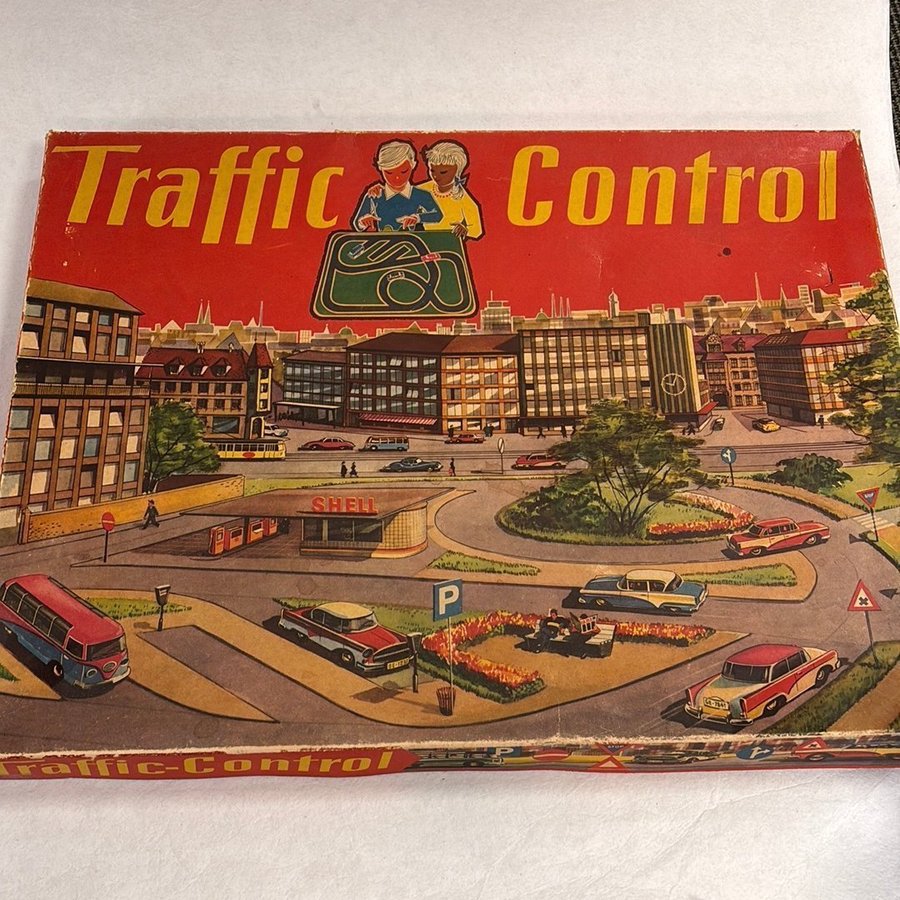 Traffic Control
SHELL
P
Traffic-Control
P